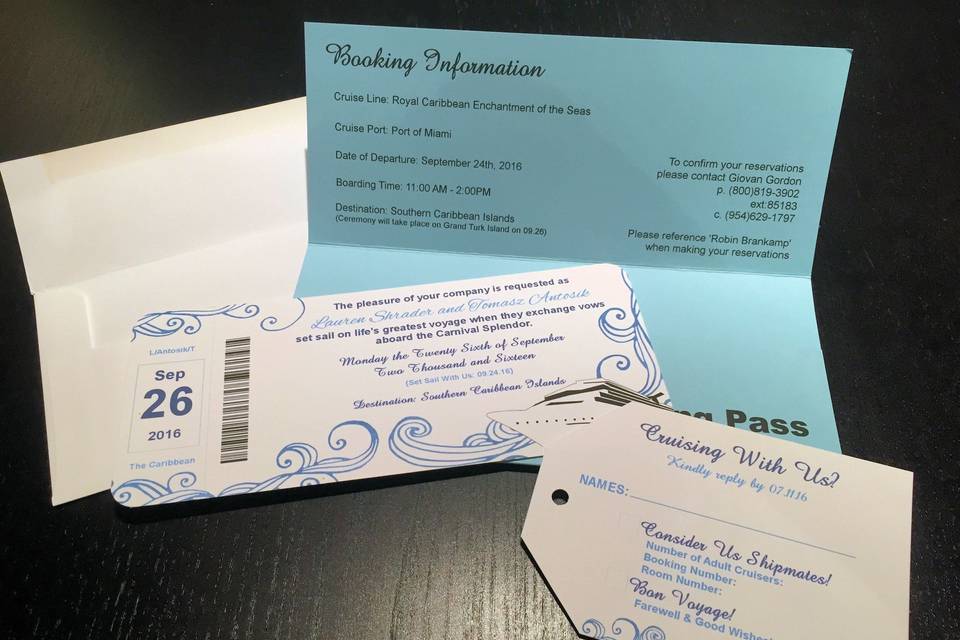 Booking Information
Cruise Line: Royal Caribbean Enchantment of the Seas
Cruise Port: Port of Miami
Date of Departure: September 24th, 2016
Boarding Time: 11:00 AM - 2:00PM
Destination: Southern Caribbean Islands
(Ceremony will take place on Grand Turk Island on 09.26)
To confirm your reservations
please contact Giovan Gordon
p. (800)819-3902
ext:85183
c. (954)629-1797
Please reference 'Robin Brankamp'
when making your reservations
L/Antosik/T
Sep
26
2016
The Caribbean
The pleasure of your company is requested as
Lauren Shrader and Tomasz Antosik
set sail on life's greatest voyage when they exchange vows
aboard the Carnival Splendor.
Monday the Twenty Sixth of September
Two Thousand and Sixteen
(Set Sail With Us: 09.24.16)
Destination: Southern Caribbean Islands
Pass
Cruising With Us?
Kindly reply by 07.11.16
NAMES:
Consider Us Shipmates!
Number of Adult Cruisers:
Booking Number:
Room Number:
Bon Voyage!
Farewell & Good Wishes!